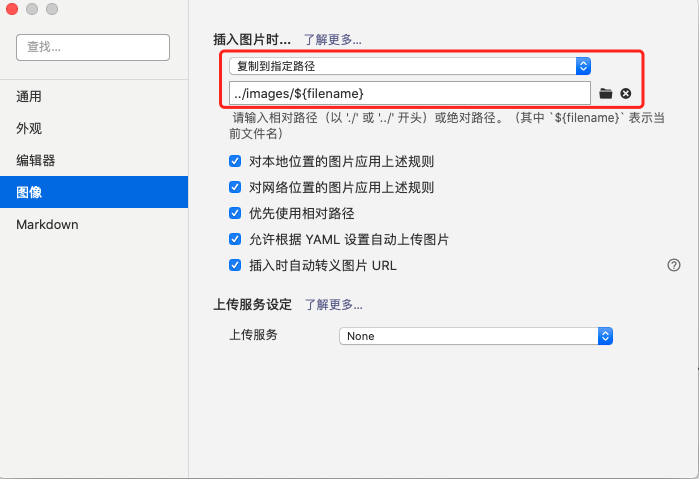 查找...
通用
外观
编辑器
图像
Markdown
插入图片时... 了解更多...
复制到指定路径
../images/${filename}
请输入相对路径（以 './' 或 '../' 开头）或绝对路径。（其中 `${filename}` 表示当
前文件名）
对本地位置的图片应用上述规则
对网络位置的图片应用上述规则
优先使用相对路径
允许根据 YAML 设置自动上传图片
插入时自动转义图片 URL
上传服务设定 了解更多...
上传服务 None